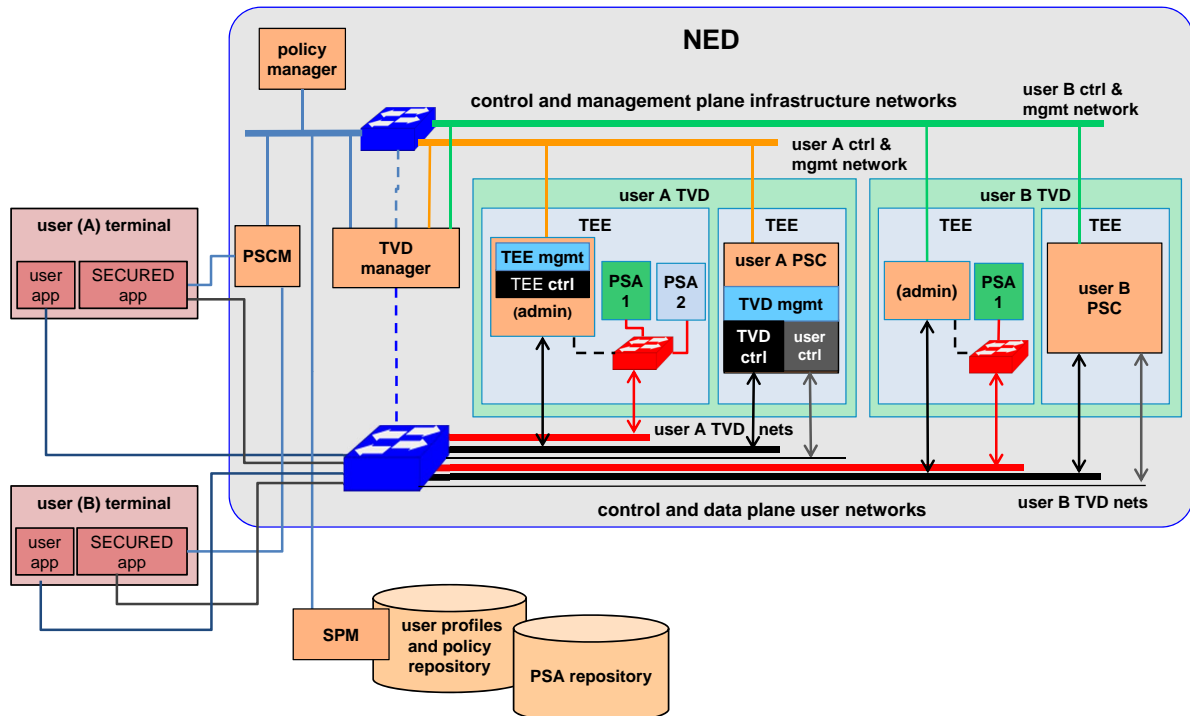 NED
policy
manager
control and management plane infrastructure networks
user B ctrl &
mgmt network
user A ctrl &
mgmt network
user (A) terminal
user
app
SECURED
app
PSCM
TVD
manager
user A TVD
TEE
TEE mgmt
TEE ctrl
(admin)
PSA
1
PSA
2
TEE
user A PSC
TVD mgmt
TVD
ctrl
user
ctrl
user B TVD
TEE
(admin)
PSA
1
TEE
user B
PSC
user A TVD nets
user B TVD nets
control and data plane user networks
user (B) terminal
user
app
SECURED
app
SPM
user profiles
and policy
repository
PSA repository